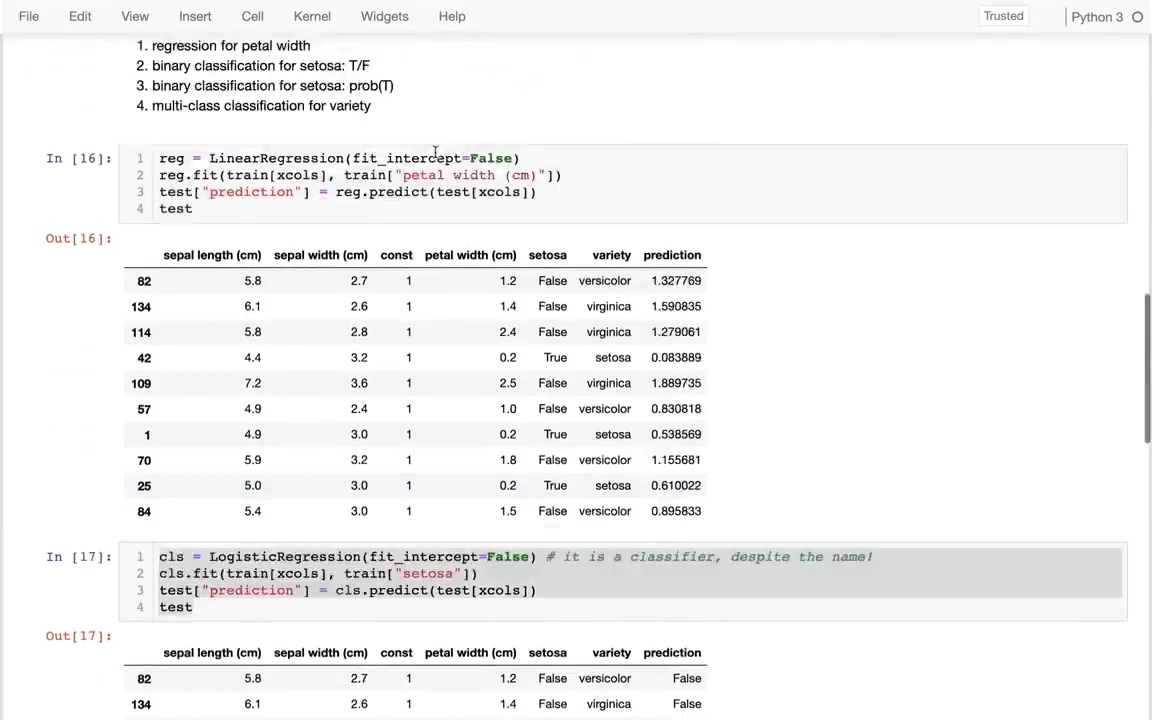 File Edit View Insert Cell Kernel Widgets Help Trusted Python 3
1. regression for petal width
2. binary classification for setosa: T/F
3. binary classification for setosa: prob(T)
4. multi-class classification for variety
In [16]: 1 reg = LinearRegression(fit_intercept=False)
2 reg.fit(train[xcols], train["petal width (cm)"])
3 test["prediction"] = reg.predict(test[xcols])
4 test
Out[16]:
sepal length (cm) sepal width (cm) const petal width (cm) setosa variety prediction
82 5.8 2.7 1 1.2 False versicolor 1.327769
134 6.1 2.6 1 1.4 False virginica 1.590835
114 5.8 2.8 1 2.4 False virginica 1.279061
42 4.4 3.2 1 0.2 True setosa 0.083889
109 7.2 3.6 1 2.5 False virginica 1.889735
57 4.9 2.4 1 1.0 False versicolor 0.830818
1 4.9 3.0 1 0.2 True setosa 0.538569
70 5.9 3.2 1 1.8 False versicolor 1.155681
25 5.0 3.0 1 0.2 True setosa 0.610022
84 5.4 3.0 1 1.5 False versicolor 0.895833
In [17]: 1 cls = LogisticRegression(fit_intercept=False) # it is a classifier, despite the name!
2 cls.fit(train[xcols], train["setosa"])
3 test["prediction"] = cls.predict(test[xcols])
4 test
Out[17]:
sepal length (cm) sepal width (cm) const petal width (cm) setosa variety prediction
82 5.8 2.7 1 1.2 False versicolor False
134 6.1 2.6 1 1.4 False virginica False